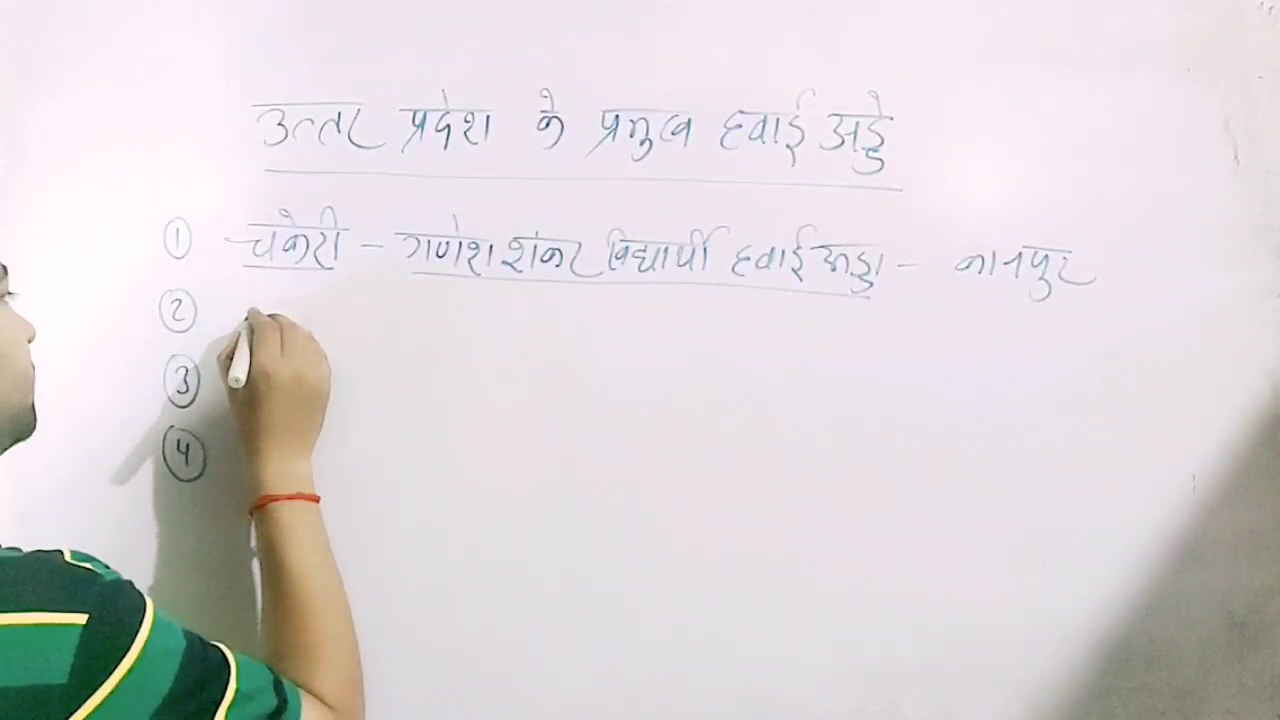 उत्तर प्रदेश के प्रमुख हवाई अड्डे
① चकेरी - गणेश शंकर विद्यार्थी हवाई अड्डा - कानपुर
②
③
④